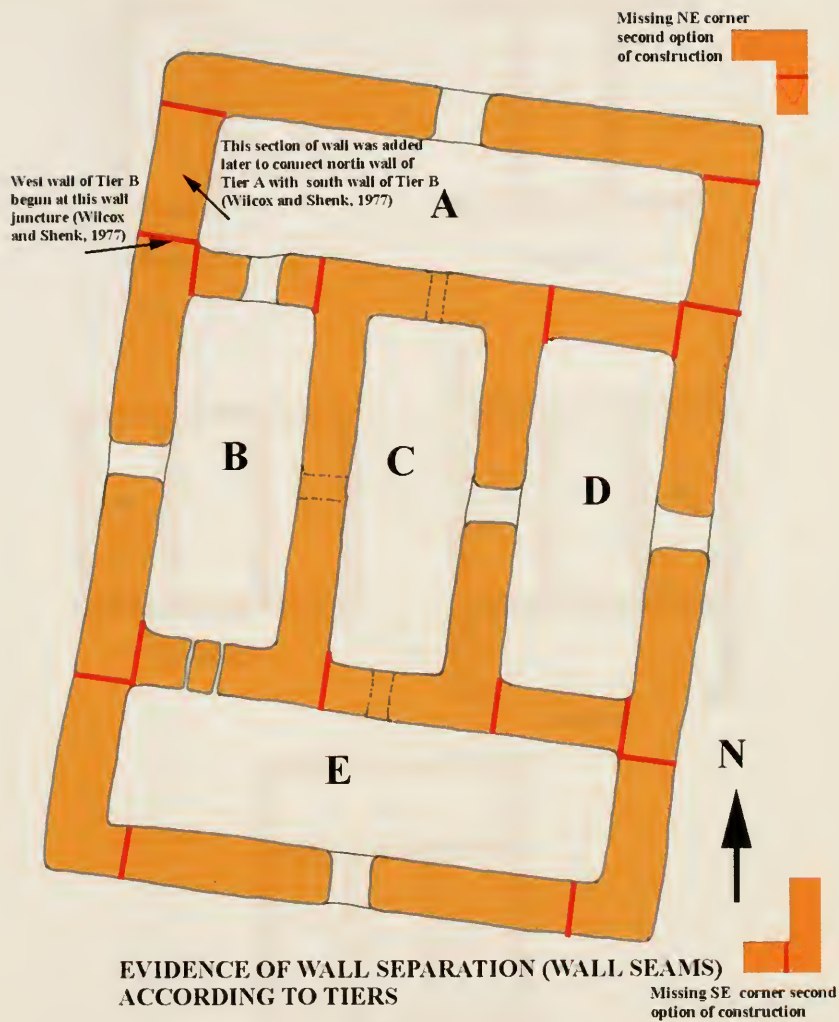 Missing NE corner
second option
of construction
This section of wall was added
later to connect north wall of
Tier A with south wall of Tier B
(Wilcox and Shenk, 1977)
West wall of Tier B
begun at this wall
juncture (Wilcox
and Shenk, 1977)
A
B
C
D
E
N
EVIDENCE OF WALL SEPARATION (WALL SEAMS)
ACCORDING TO TIERS
Missing SE corner second
option of construction